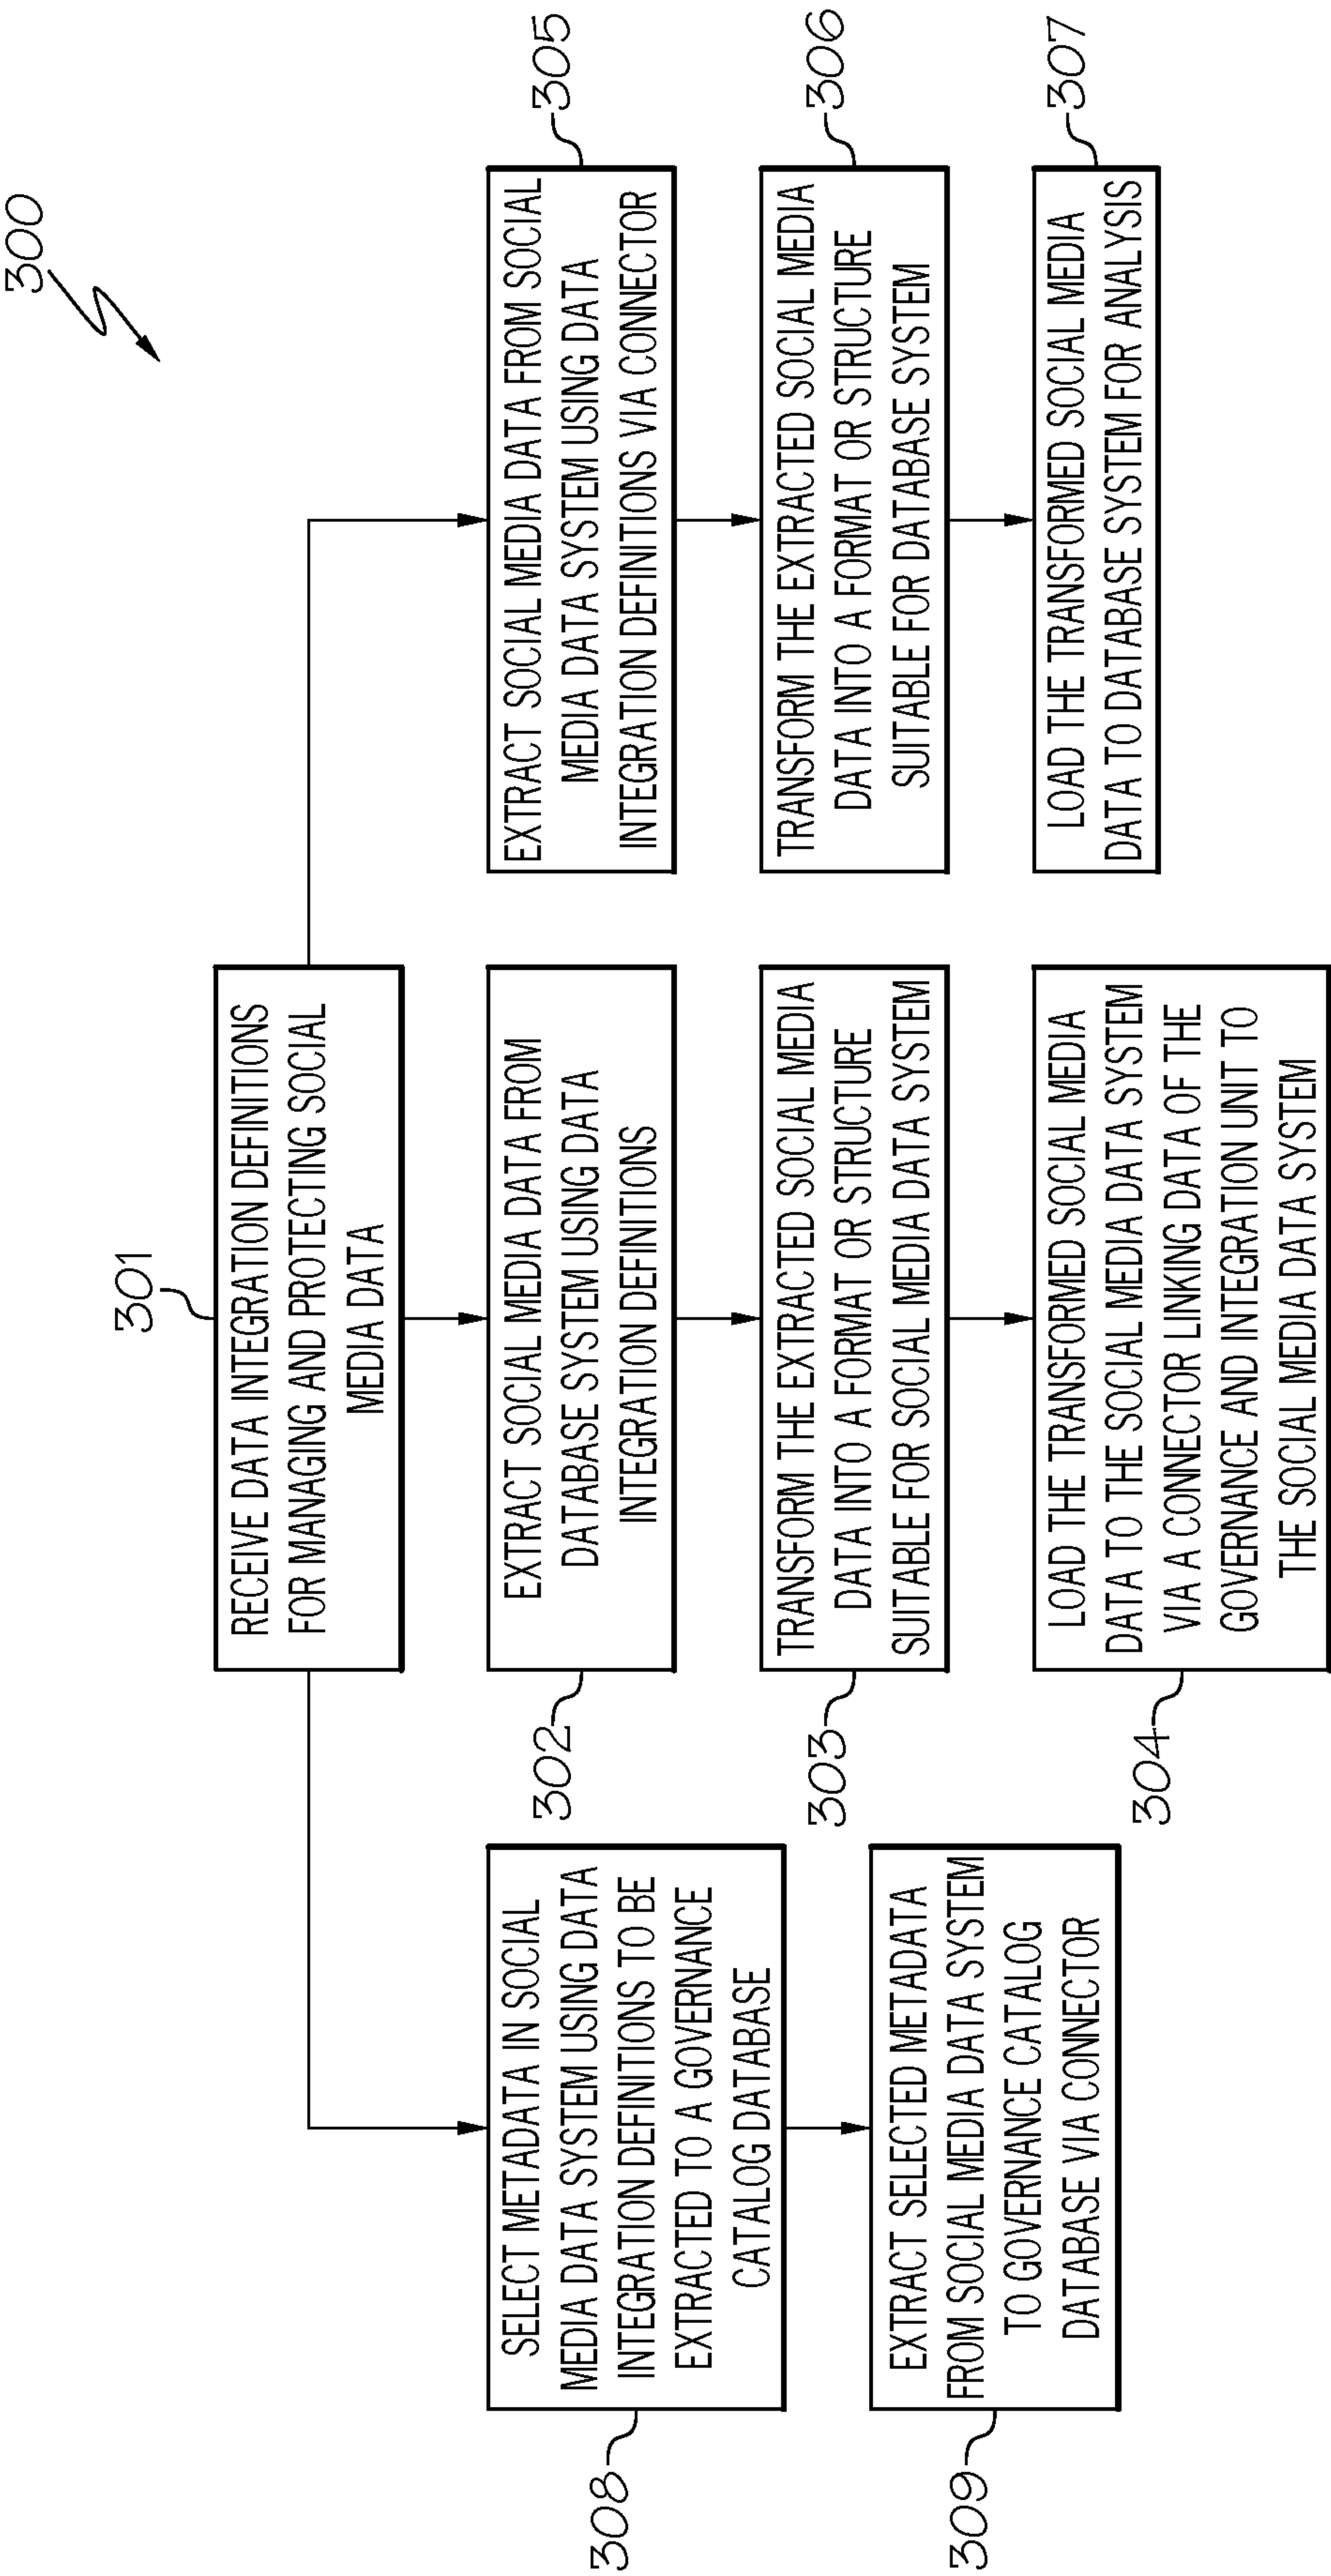 300
301
RECEIVE DATA INTEGRATION DEFINITIONS
FOR MANAGING AND PROTECTING SOCIAL
MEDIA DATA
308
SELECT METADATA IN SOCIAL
MEDIA DATA SYSTEM USING DATA
INTEGRATION DEFINITIONS TO BE
EXTRACTED TO A GOVERNANCE
CATALOG DATABASE
309
EXTRACT SELECTED METADATA
FROM SOCIAL MEDIA DATA SYSTEM
TO GOVERNANCE CATALOG
DATABASE VIA CONNECTOR
302
EXTRACT SOCIAL MEDIA DATA FROM
DATABASE SYSTEM USING DATA
INTEGRATION DEFINITIONS
303
TRANSFORM THE EXTRACTED SOCIAL MEDIA
DATA INTO A FORMAT OR STRUCTURE
SUITABLE FOR SOCIAL MEDIA DATA SYSTEM
304
LOAD THE TRANSFORMED SOCIAL MEDIA
DATA TO THE SOCIAL MEDIA DATA SYSTEM
VIA A CONNECTOR LINKING DATA OF THE
GOVERNANCE AND INTEGRATION UNIT TO
THE SOCIAL MEDIA DATA SYSTEM
305
EXTRACT SOCIAL MEDIA DATA FROM SOCIAL
MEDIA DATA SYSTEM USING DATA
INTEGRATION DEFINITIONS VIA CONNECTOR
306
TRANSFORM THE EXTRACTED SOCIAL MEDIA
DATA INTO A FORMAT OR STRUCTURE
SUITABLE FOR DATABASE SYSTEM
307
LOAD THE TRANSFORMED SOCIAL MEDIA
DATA TO DATABASE SYSTEM FOR ANALYSIS